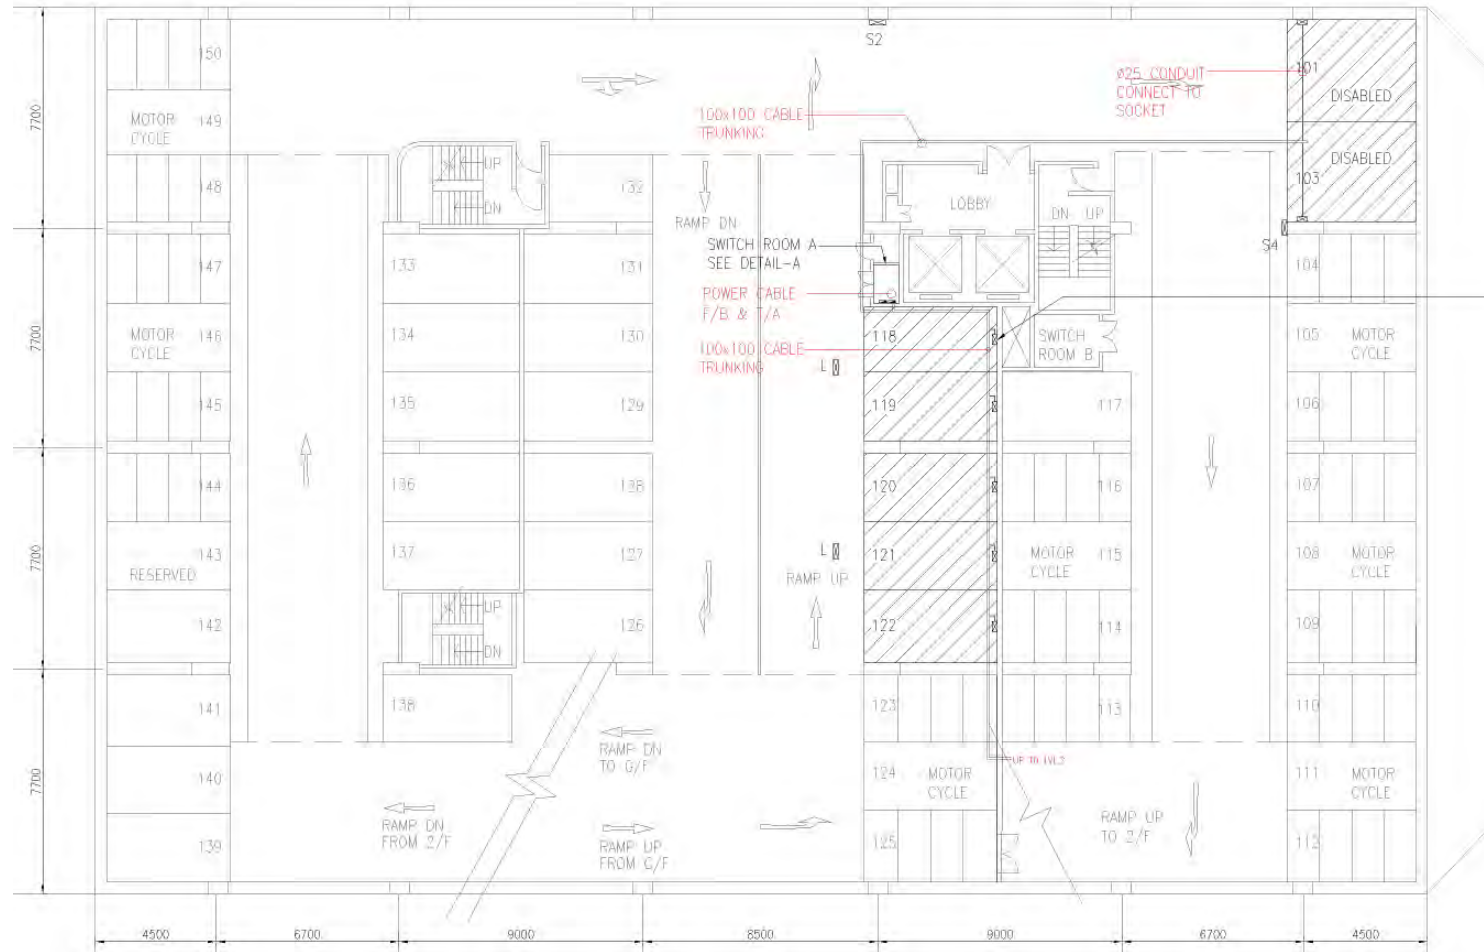 S2
150
101
Ø25 CONDUIT
CONNECT TO
SOCKET
DISABLED
7700
MOTOR
CYCLE
149
100x100 CABLE
TRUNKING
UP
148
132
DISABLED
103
DN
RAMP DN
LOBBY
DN UP
SWITCH ROOM A
SEE DETAIL-A
S4
147
133
131
104
POWER CABLE
F/B & T/A
7700
MOTOR
CYCLE
146
134
130
118
SWITCH
ROOM B
105
MOTOR
CYCLE
100x100 CABLE
TRUNKING
L
145
135
129
119
117
106
144
136
138
120
116
107
7700
143
RESERVED
137
127
L
RAMP UP
121
MOTOR
CYCLE
115
108
MOTOR
CYCLE
142
UP
DN
126
122
114
109
141
138
123
113
110
RAMP DN
TO G/F
UP TO LVL2
7700
140
124
MOTOR
CYCLE
111
MOTOR
CYCLE
RAMP DN
FROM 2/F
RAMP UP
FROM G/F
RAMP UP
TO 2/F
139
125
112
4500
6700
9000
8500
9000
6700
4500